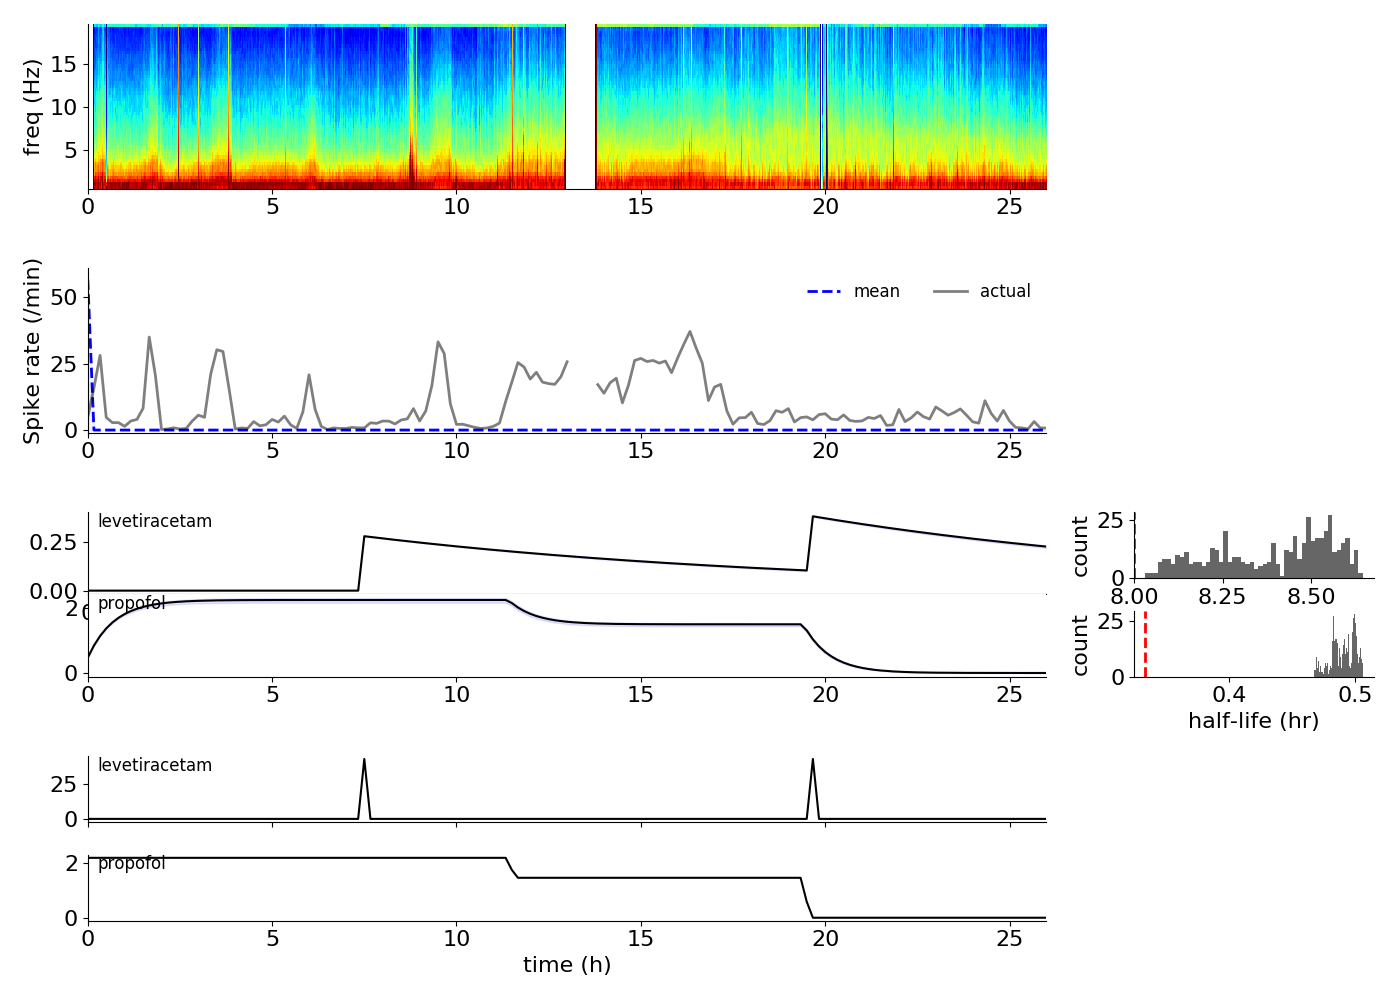 freq (Hz)
15
10
5
0 5 10 15 20 25
Spike rate (/min)
50
25
0
mean actual
0 5 10 15 20 25
levetiracetam
0.25
0.00
propofol
2
0
0 5 10 15 20 25
count
25
0
8.00 8.25 8.50
count
25
0
0.4 0.5
half-life (hr)
levetiracetam
25
0
propofol
2
0
0 5 10 15 20 25
time (h)